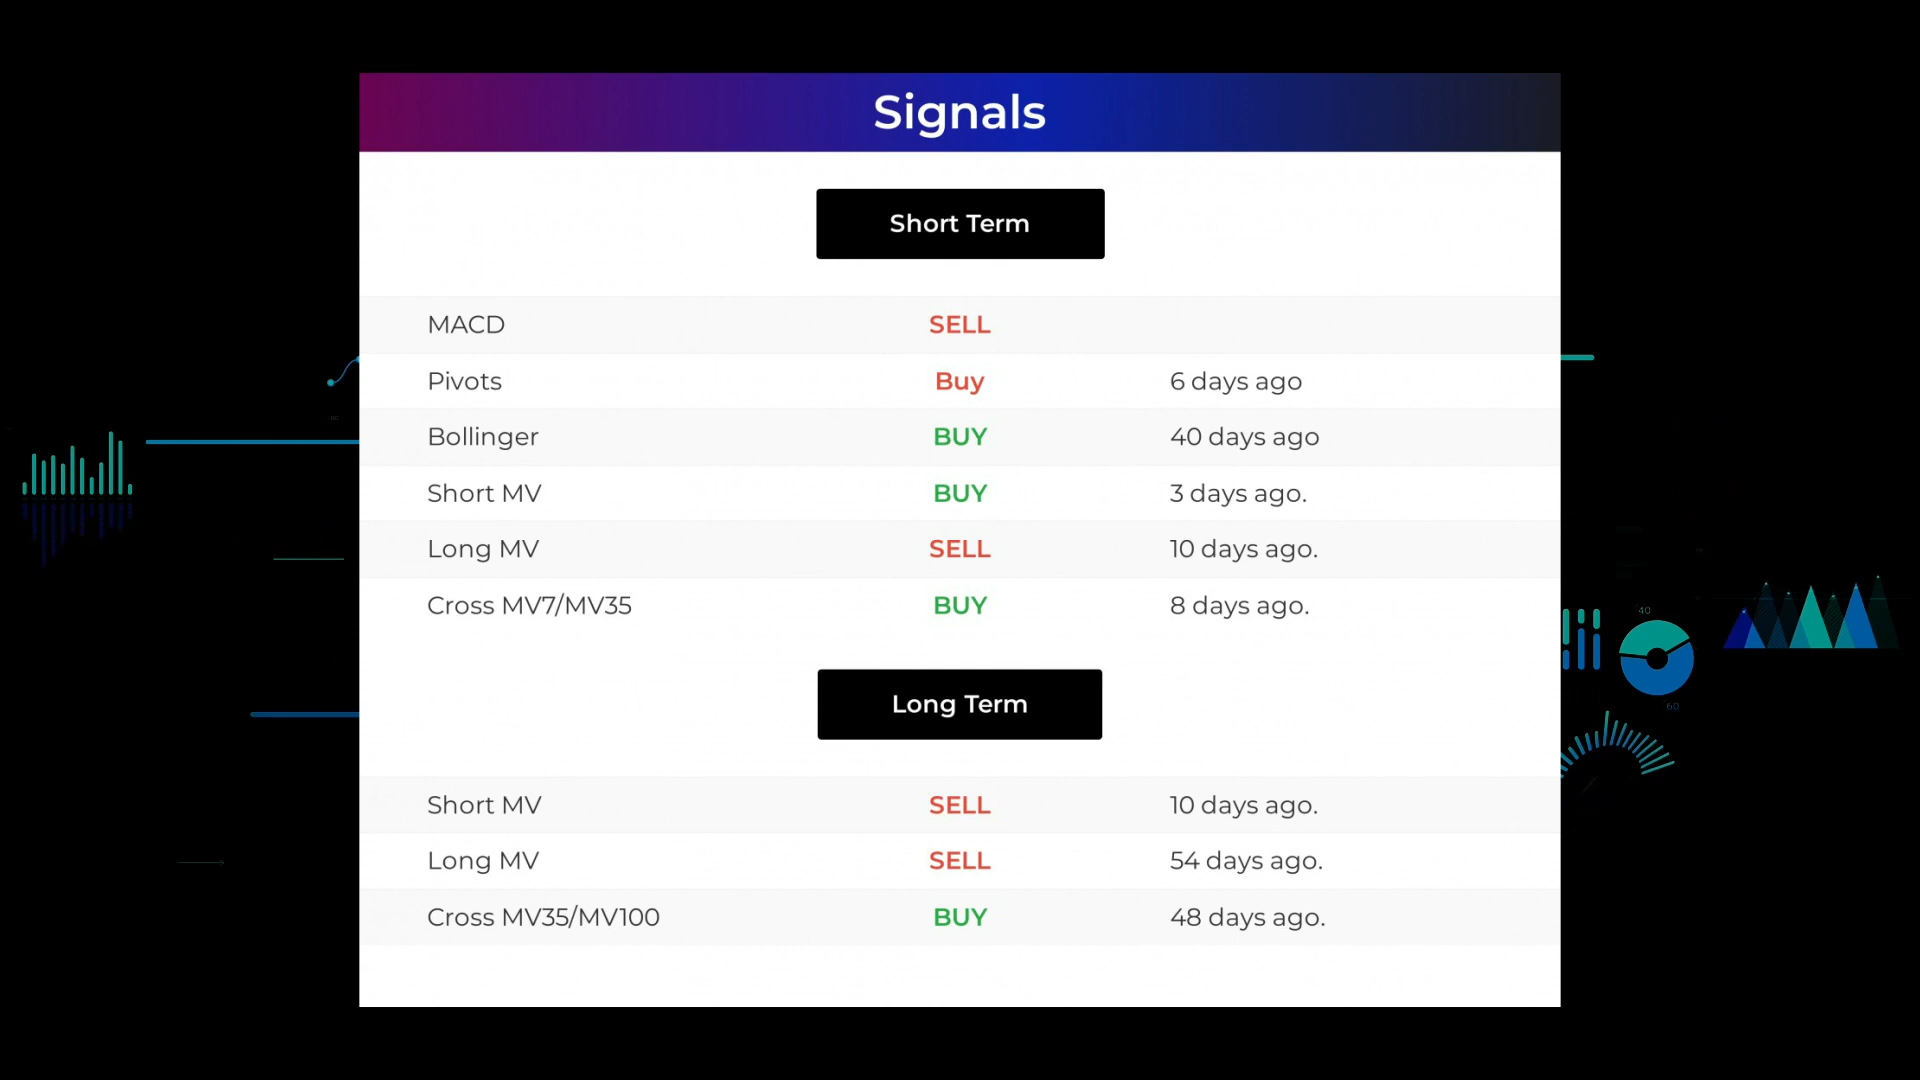 Signals
Short Term
MACD SELL
Pivots Buy 6 days ago
Bollinger BUY 40 days ago
Short MV BUY 3 days ago.
Long MV SELL 10 days ago.
Cross MV7/MV35 BUY 8 days ago.
40
60
Long Term
Short MV SELL 10 days ago.
Long MV SELL 54 days ago.
Cross MV35/MV100 BUY 48 days ago.